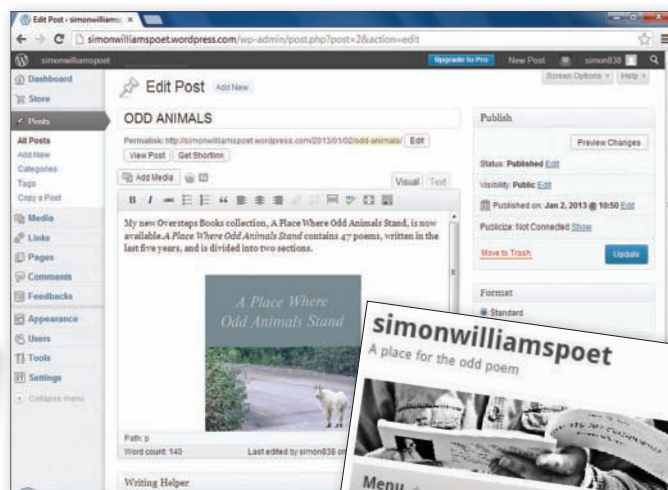 Edit Post ‹ simonwilliams
simonwilliamspoet.wordpress.com/wp-admin/post.php?post=2&action=edit
simonwilliamspoet
Upgrade to Pro
New Post
simon838
Dashboard
Store
Posts
All Posts
Add New
Categories
Tags
Copy a Post
Media
Links
Pages
Comments
Feedbacks
Appearance
Users
Tools
Settings
Collapse menu
Screen Options
Help
Edit Post Add New
ODD ANIMALS
Permalink: http://simonwilliamspoet.wordpress.com/2013/01/02/odd-animals/ Edit
View Post Get Shortlink
Add Media
Visual Text
B I ABC
My new Oversteps Books collection, A Place Where Odd Animals Stand, is now
available.A Place Where Odd Animals Stand contains 47 poems, written in the
last five years, and is divided into two sections.
A Place Where
Odd Animals Stand
Path: p
Word count: 140
Last edited by simon838 on
Writing Helper
Publish
Preview Changes
Status: Published Edit
Visibility: Public Edit
Published on: Jan 2, 2013 @ 10:50 Edit
Publicize: Not Connected Show
Move to Trash
Update
Format
Standard
simonwilliamspoet
A place for the odd poem
Menu